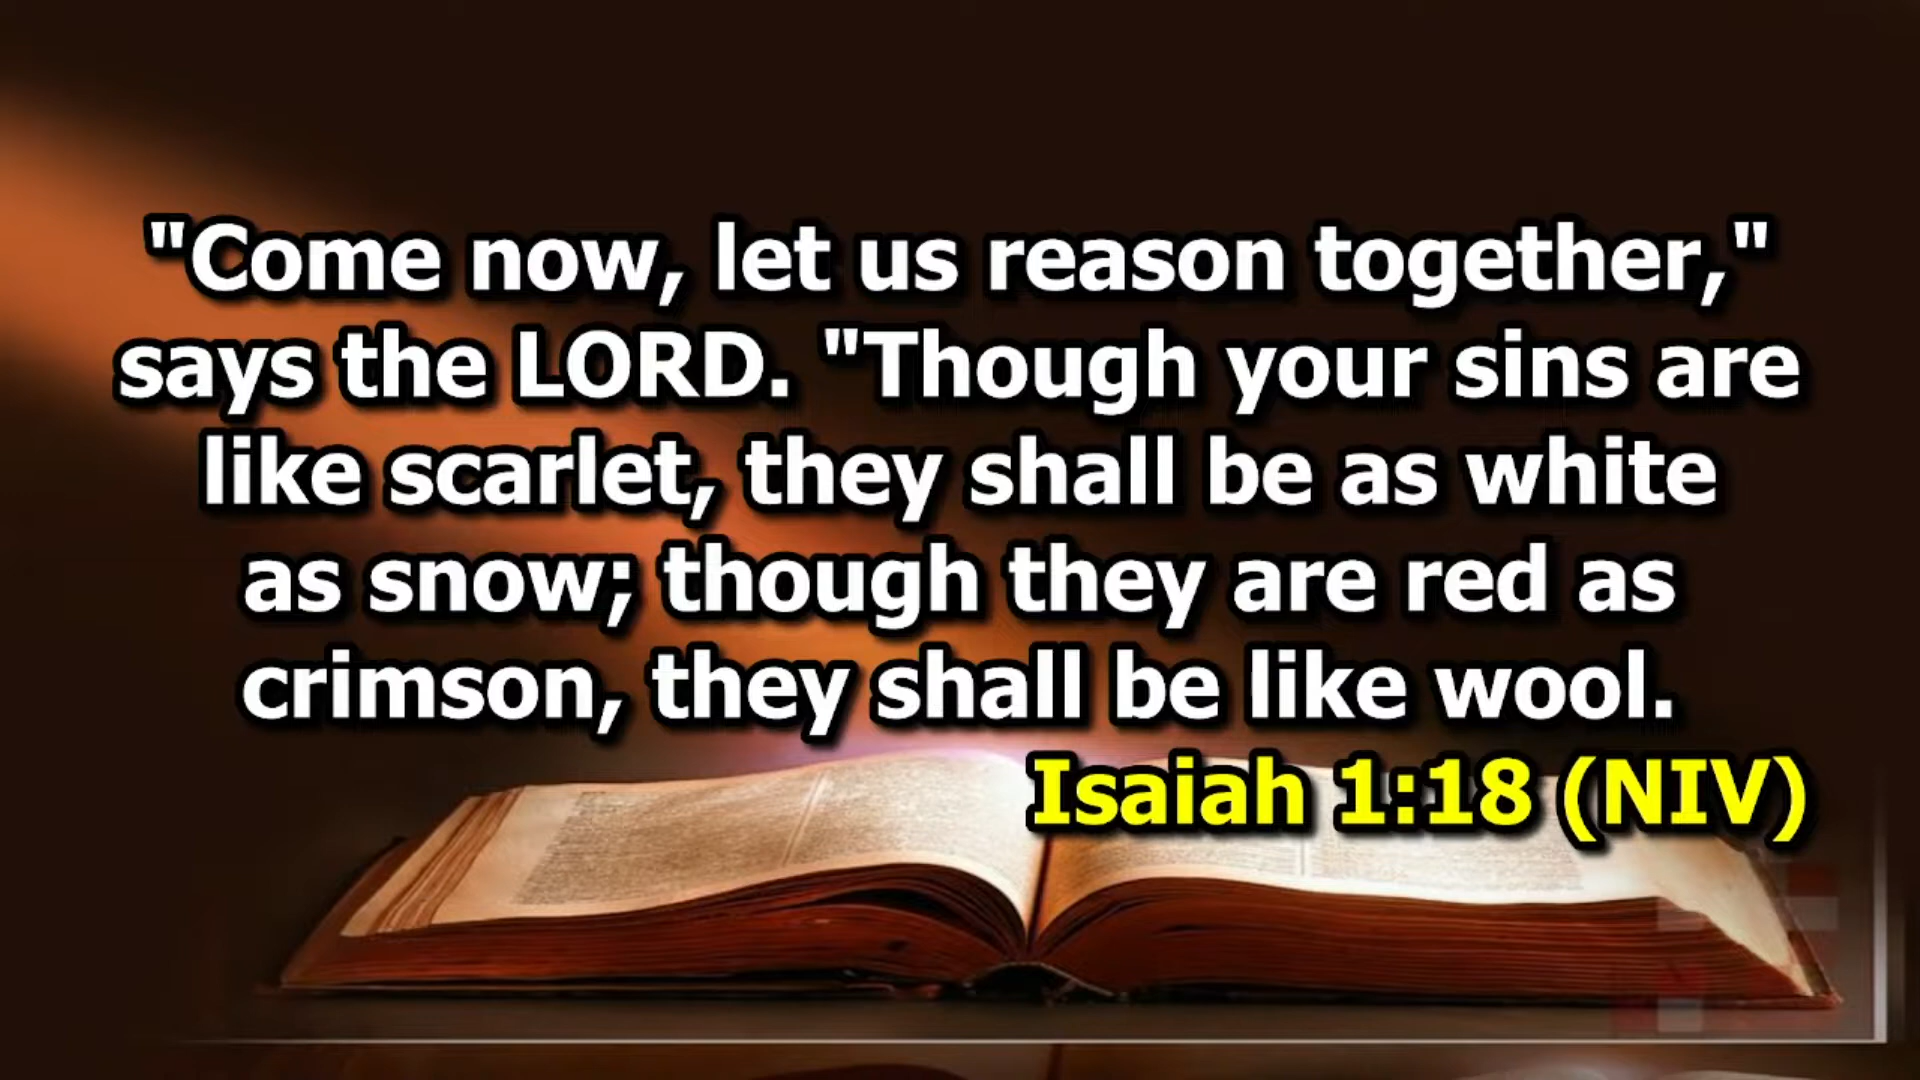 "Come now, let us reason together,"
says the LORD. "Though your sins are
like scarlet, they shall be as white
as snow; though they are red as
crimson, they shall be like wool.
Isaiah 1:18 (NIV)